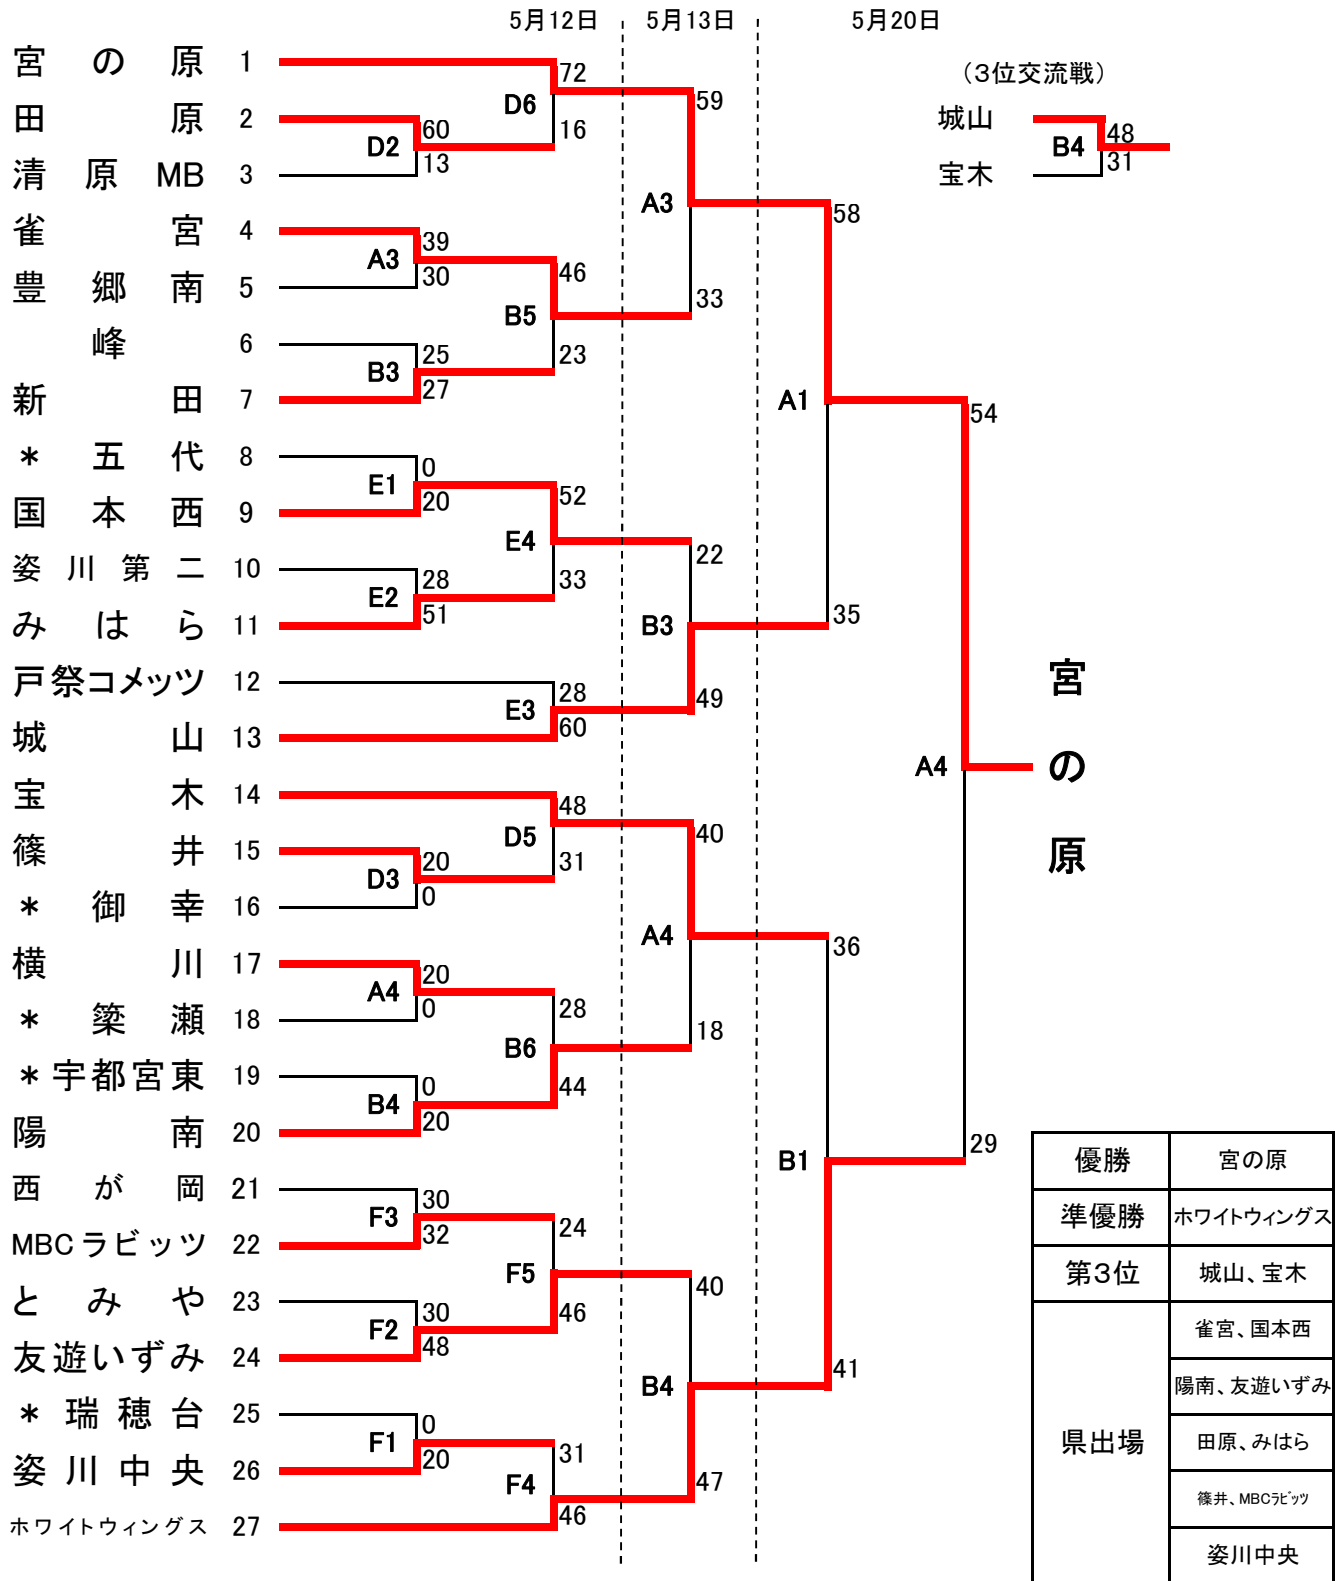 5月12日 5月13日 5月20日
(3位交流戦)
宮の原 1
田原 2
清原MB 3
雀宮 4
豊郷南 5
峰 6
新田 7
*五代 8
国本西 9
姿川第二 10
みはら 11
戸祭コメッツ 12
城山 13
宝木 14
篠井 15
*御幸 16
横川 17
*簗瀬 18
*宇都宮東 19
陽南 20
西が岡 21
MBCラビッツ 22
とみや 23
友遊いずみ 24
*瑞穂台 25
姿川中央 26
ホワイトウィングス 27
D2 60 13
A3 39 30
B3 25 27
E1 0 20
E2 28 51
D3 20 0
A4 20 0
B4 0 20
F3 30 32
F2 30 48
F1 0 20
D6 72 16
B5 46 23
E4 52 33
E3 28 60
D5 48 31
B6 28 44
F5 24 46
F4 31 46
A3 59 33
B3 22 49
A4 40 18
B4 40 47
A1 58 35
B1 36 41
A4 54 29
宮の原
城山
宝木
B4 48 31
優勝 宮の原
準優勝 ホワイトウィングス
第3位 城山、宝木
県出場 雀宮、国本西
陽南、友遊いずみ
田原、みはら
篠井、MBCラビッツ
姿川中央